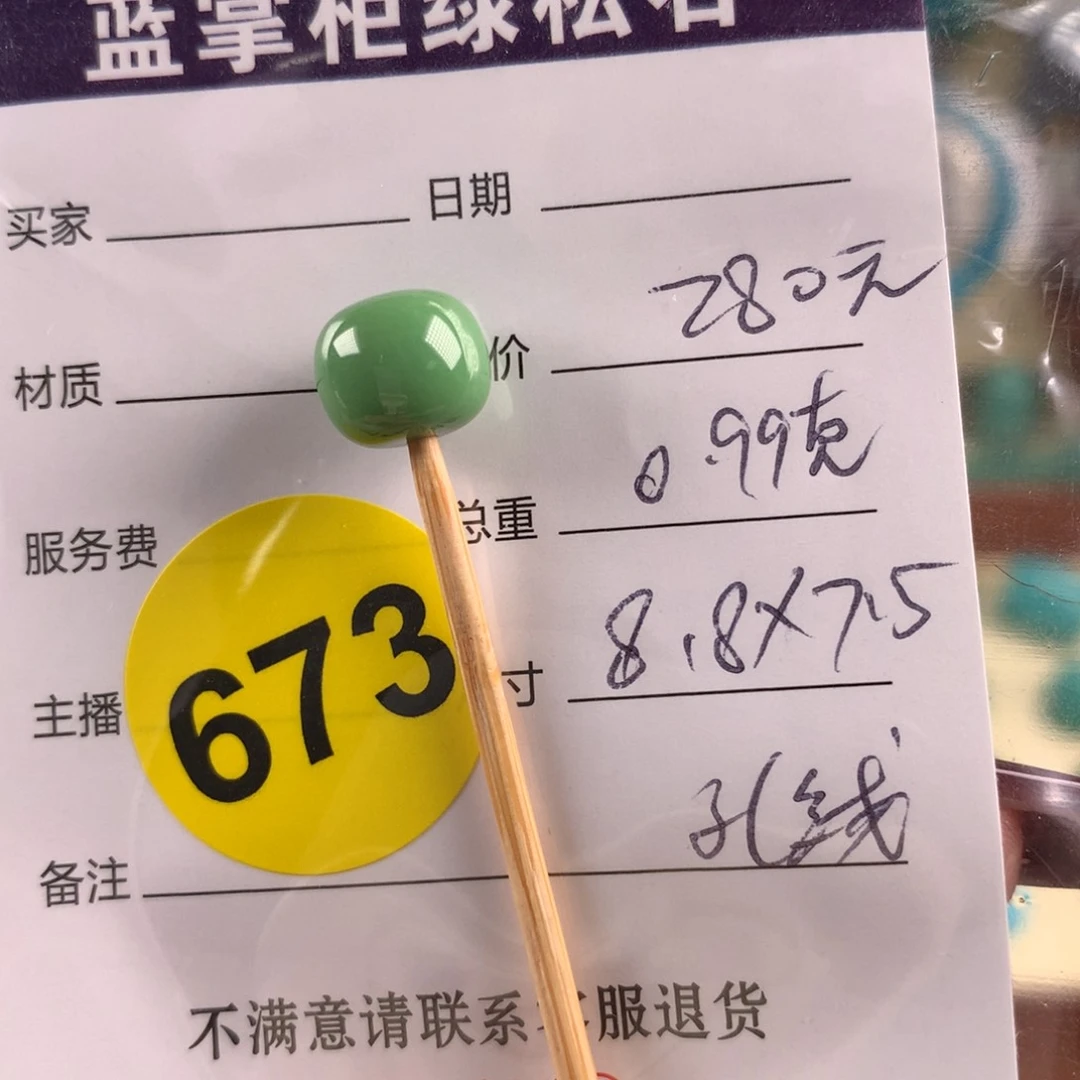 蓝掌柜绿松石
买家 日期
材质 价 280元
服务费 总重 0.99克
673
主播 寸 8.8X7.5
备注 孔线
不满意请联系客服退货